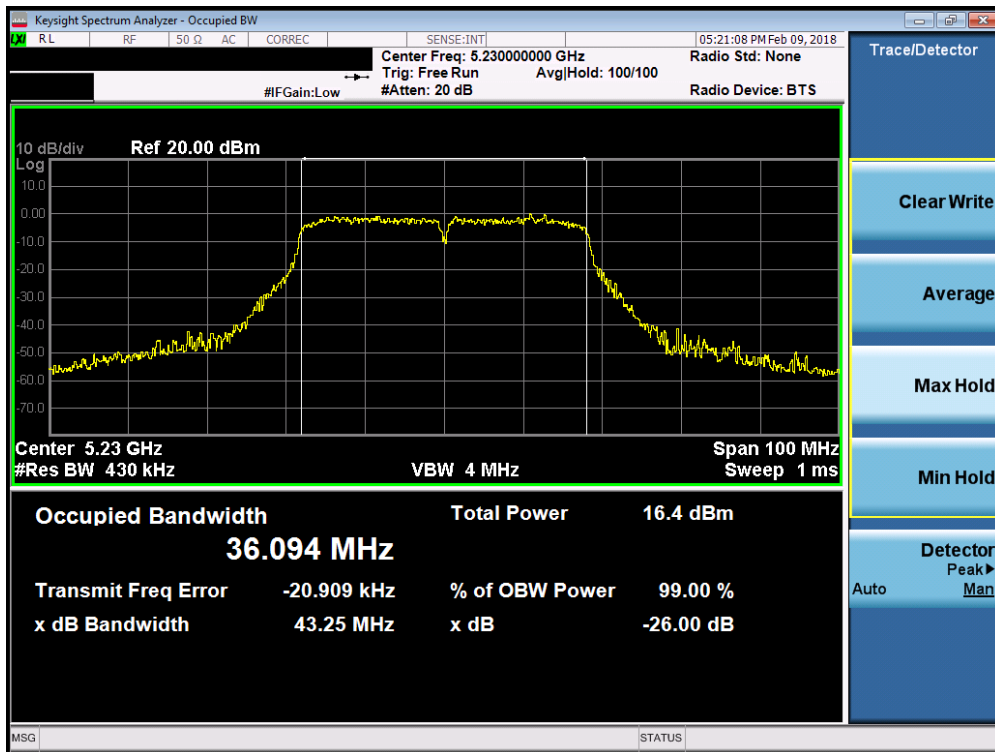 Keysight Spectrum Analyzer - Occupied BW
LXI RL RF 50 Ω AC CORREC SENSE:INT 05:21:08 PM Feb 09, 2018
Center Freq: 5.230000000 GHz Radio Std: None
Trig: Free Run Avg|Hold: 100/100
#IFGain:Low #Atten: 20 dB Radio Device: BTS
10 dB/div Ref 20.00 dBm
Log
10.0
0.00
-10.0
-20.0
-30.0
-40.0
-50.0
-60.0
-70.0
Center 5.23 GHz Span 100 MHz
#Res BW 430 kHz VBW 4 MHz Sweep 1 ms
Occupied Bandwidth Total Power 16.4 dBm
36.094 MHz
Transmit Freq Error -20.909 kHz % of OBW Power 99.00 %
x dB Bandwidth 43.25 MHz x dB -26.00 dB
MSG STATUS
Trace/Detector
Clear Write
Average
Max Hold
Min Hold
Detector
Peak▶
Auto Man